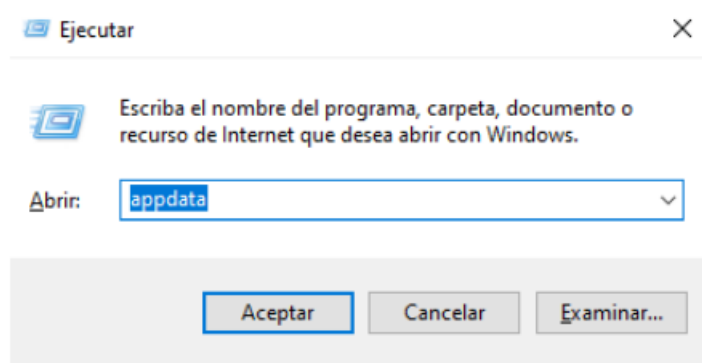 Ejecutar
Escriba el nombre del programa, carpeta, documento o
recurso de Internet que desea abrir con Windows.
Abrir: appdata
Aceptar Cancelar Examinar...